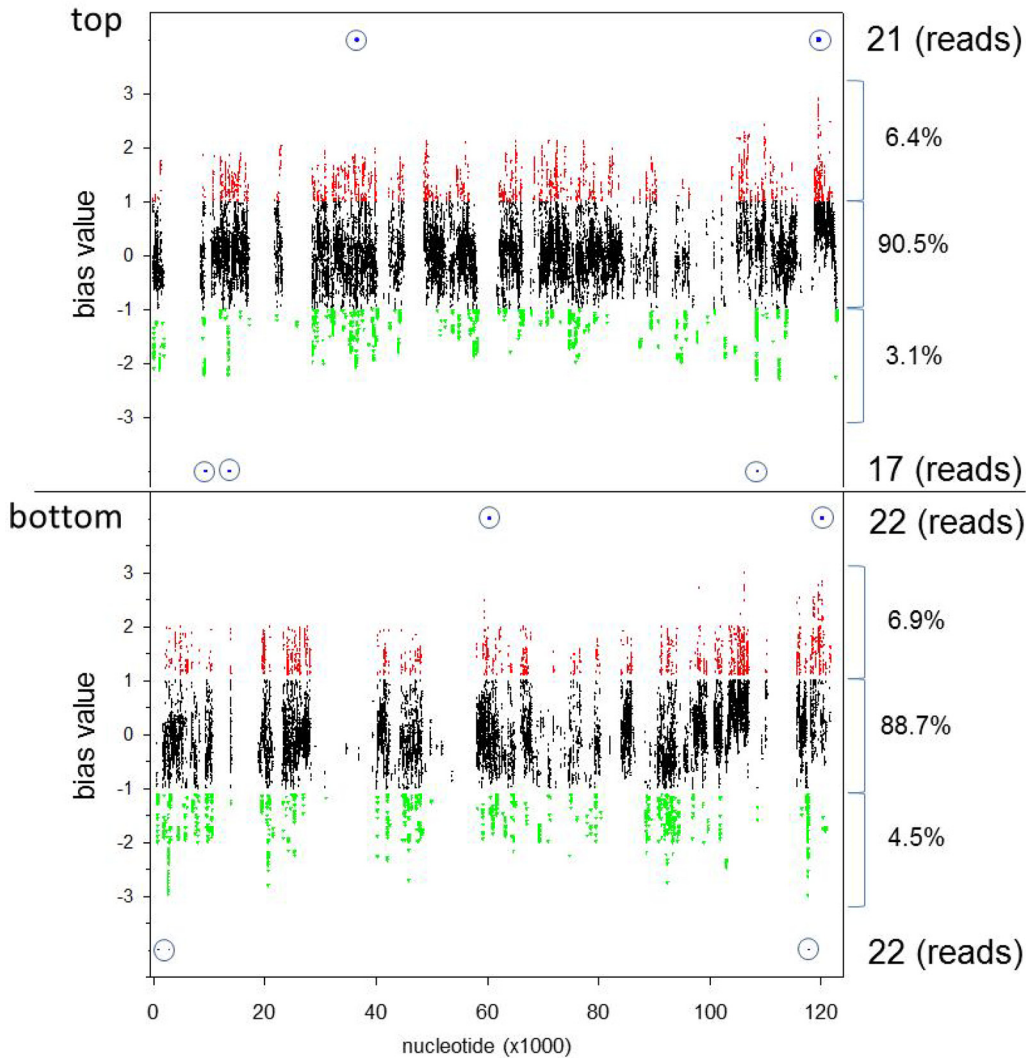 top
21 (reads)
3
6.4%
2
1
bias value
0
90.5%
-1
-2
3.1%
-3
17 (reads)
bottom
22 (reads)
3
6.9%
2
1
bias value
0
88.7%
-1
-2
4.5%
-3
22 (reads)
0 20 40 60 80 100 120
nucleotide (x1000)